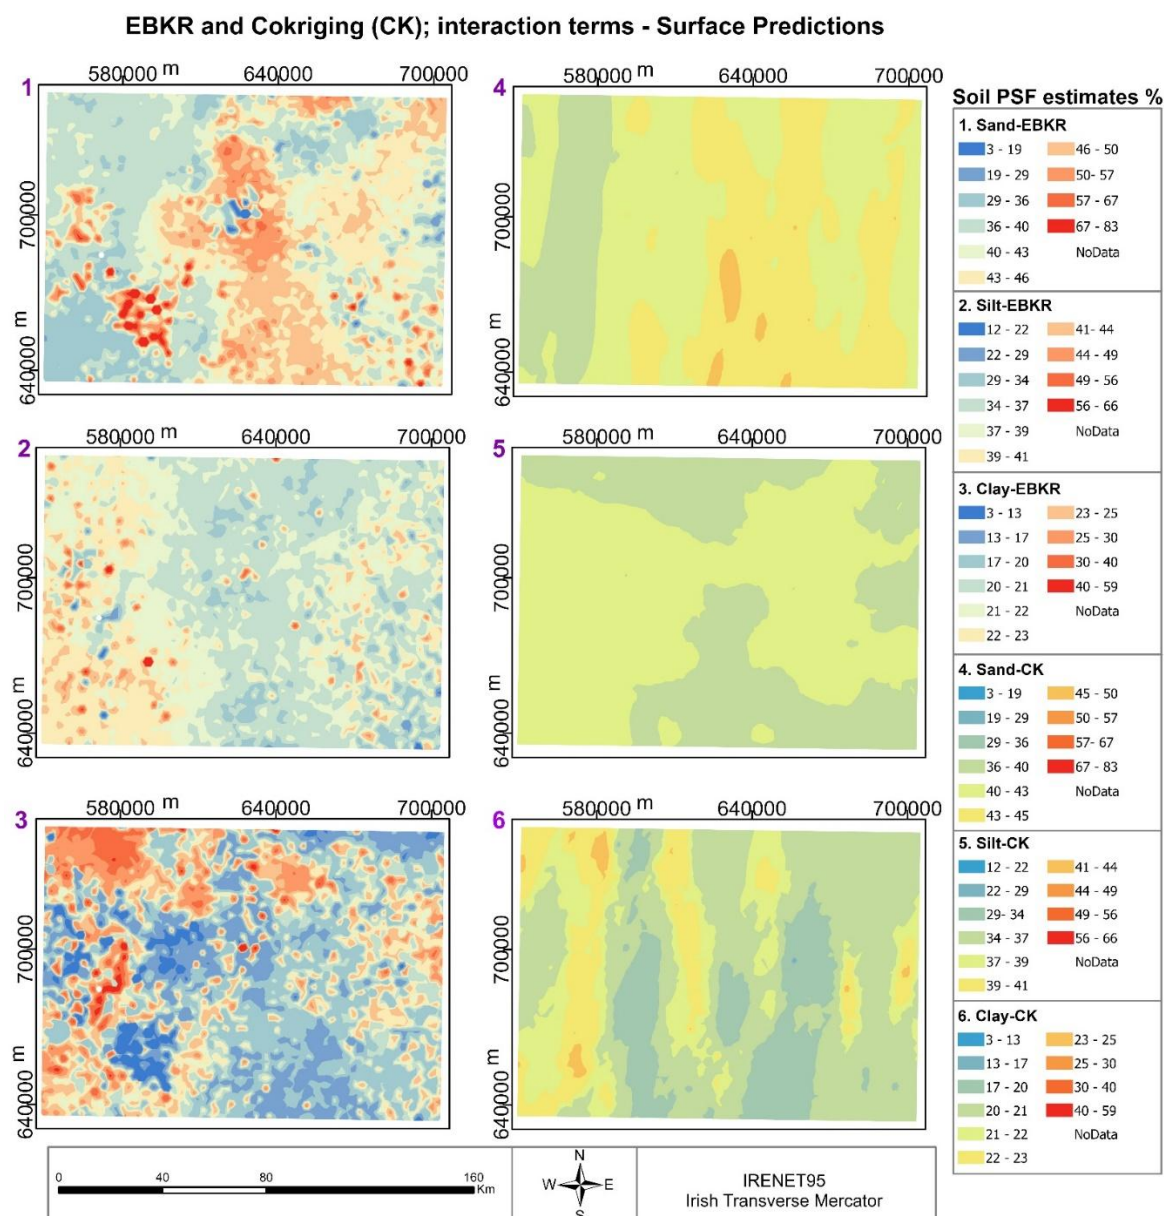 EBKR and Cokriging (CK); interaction terms - Surface Predictions
1
580000 m
640000
700000
700000
640000 m
4
580000 m
640000
700000
700000
640000 m
2
580000 m
640000
700000
700000
640000 m
5
580000 m
640000
700000
700000
640000 m
3
580000 m
640000
700000
700000
640000 m
6
580000 m
640000
700000
700000
640000 m
Soil PSF estimates %
1. Sand-EBKR
3 - 19
19 - 29
29 - 36
36 - 40
40 - 43
43 - 46
46 - 50
50- 57
57 - 67
67 - 83
NoData
2. Silt-EBKR
12 - 22
22 - 29
29 - 34
34 - 37
37 - 39
39 - 41
41 - 44
44 - 49
49 - 56
56 - 66
NoData
3. Clay-EBKR
3 - 13
13 - 17
17 - 20
20 - 21
21 - 22
22 - 23
23 - 25
25 - 30
30 - 40
40 - 59
NoData
4. Sand-CK
3 - 19
19 - 29
29 - 36
36 - 40
40 - 43
43 - 45
45 - 50
50 - 57
57- 67
67 - 83
NoData
5. Silt-CK
12 - 22
22 - 29
29- 34
34 - 37
37 - 39
39 - 41
41 - 44
44 - 49
49 - 56
56 - 66
NoData
6. Clay-CK
3 - 13
13 - 17
17 - 20
20 - 21
21 - 22
22 - 23
23 - 25
25 - 30
30 - 40
40 - 59
NoData
0 40 80 160
Km
N
W E
S
IRENET95
Irish Transverse Mercator